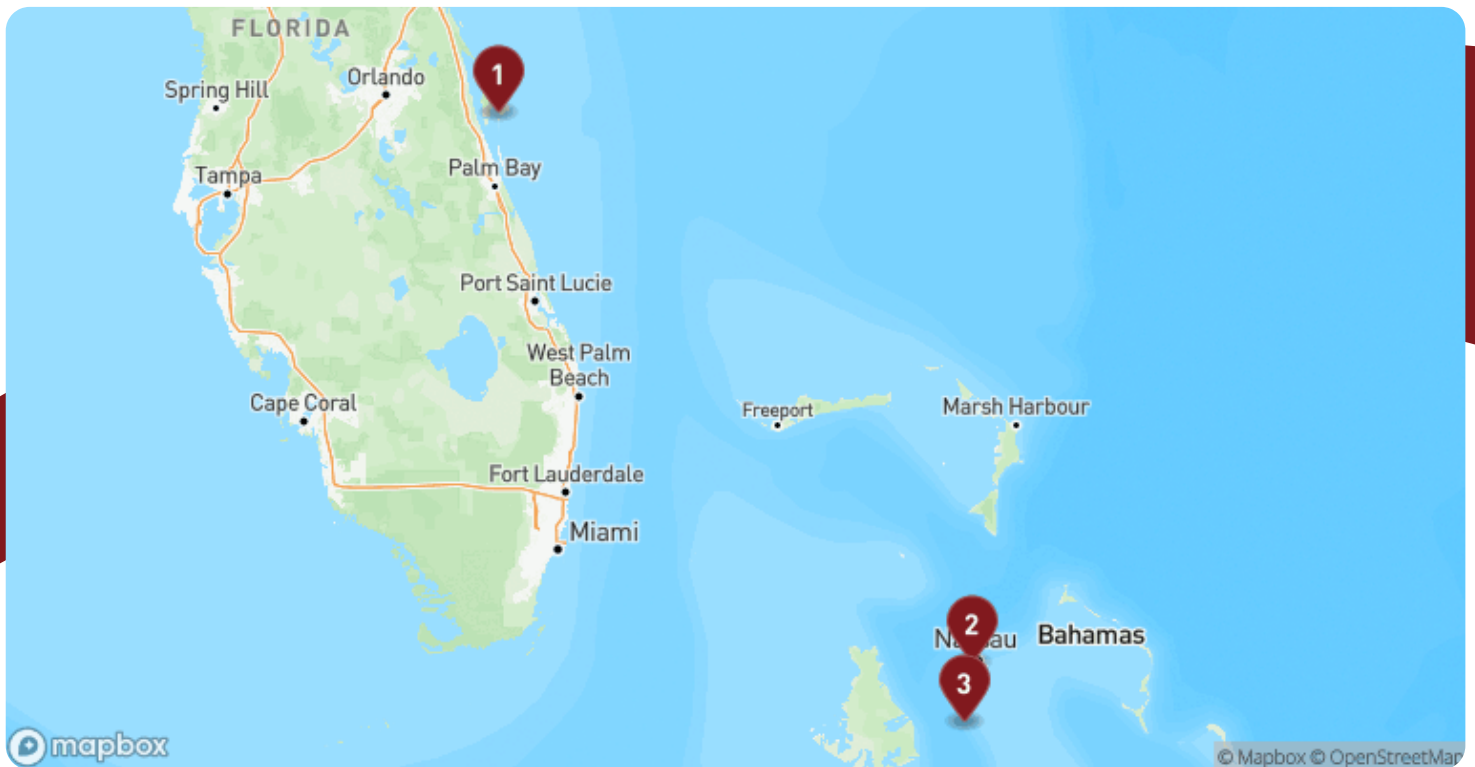 FLORIDA
1
Orlando
Spring Hill
Palm Bay
Tampa
Port Saint Lucie
West Palm
Beach
Cape Coral
Freeport
Marsh Harbour
Fort Lauderdale
Miami
2
Bahamas
3
mapbox
© Mapbox © OpenStreetMap